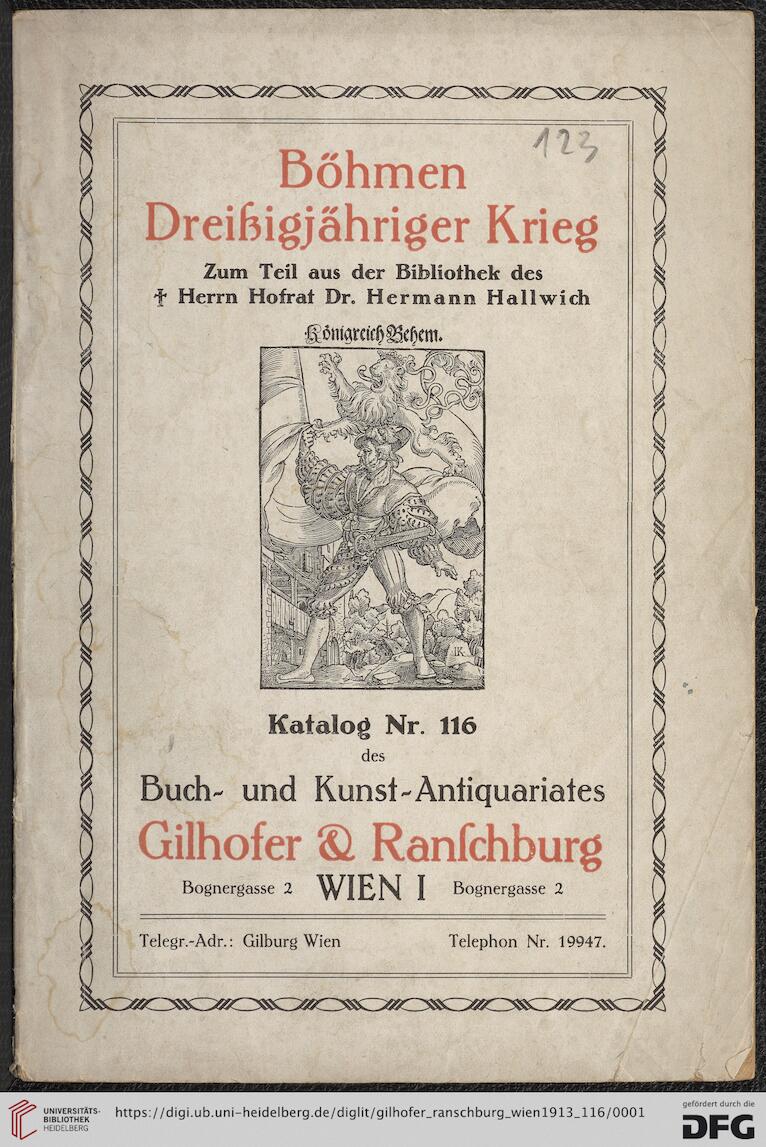 123
Böhmen
Dreißigjähriger Krieg
Zum Teil aus der Bibliothek des
† Herrn Hofrat Dr. Hermann Hallwich
Königreich Behem.
IK
Katalog Nr. 116
des
Buch- und Kunst-Antiquariates
Gilhofer & Ranſchburg
Bognergasse 2 WIEN I Bognergasse 2
Telegr.-Adr.: Gilburg Wien Telephon Nr. 19947.
UNIVERSITÄTS-
BIBLIOTHEK
HEIDELBERG
https://digi.ub.uni-heidelberg.de/diglit/gilhofer_ranschburg_wien1913_116/0001
gefördert durch die
DFG